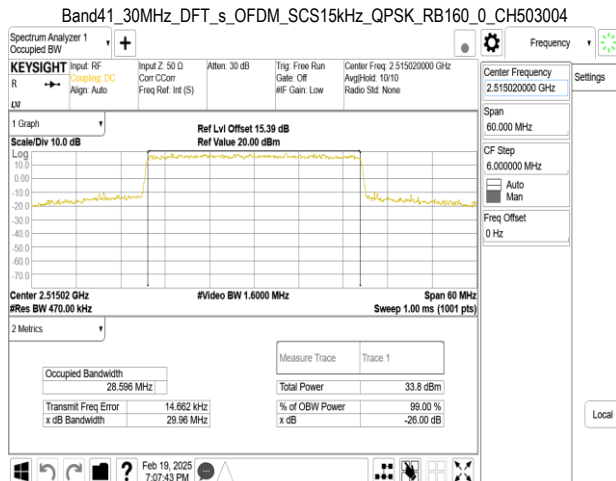 Band41_30MHz_DFT_s_OFDM_SCS15kHz_QPSK_RB160_0_CH503004
Spectrum Analyzer 1
Occupied BW
Frequency
KEYSIGHT
R
Input: RF
Coupling: DC
Align: Auto
Input Z: 50 Ω
Corr CCorr
Freq Ref: Int (S)
Atten: 30 dB
Trig: Free Run
Gate: Off
#IF Gain: Low
Center Freq: 2.515020000 GHz
Avg|Hold: 10/10
Radio Std: None
LXI
Center Frequency
2.515020000 GHz
Settings
Span
60.000 MHz
CF Step
6.000000 MHz
Auto
Man
Freq Offset
0 Hz
Local
1 Graph
Scale/Div 10.0 dB
Ref Lvl Offset 15.39 dB
Ref Value 20.00 dBm
Log
10.0
0.00
-10.0
-20.0
-30.0
-40.0
-50.0
-60.0
-70.0
Center 2.51502 GHz
#Res BW 470.00 kHz
#Video BW 1.6000 MHz
Span 60 MHz
Sweep 1.00 ms (1001 pts)
2 Metrics
Measure Trace Trace 1
Occupied Bandwidth
28.596 MHz
Total Power 33.8 dBm
Transmit Freq Error 14.662 kHz
% of OBW Power 99.00 %
x dB Bandwidth 29.96 MHz
x dB -26.00 dB
?
Feb 19, 2025
7:07:43 PM